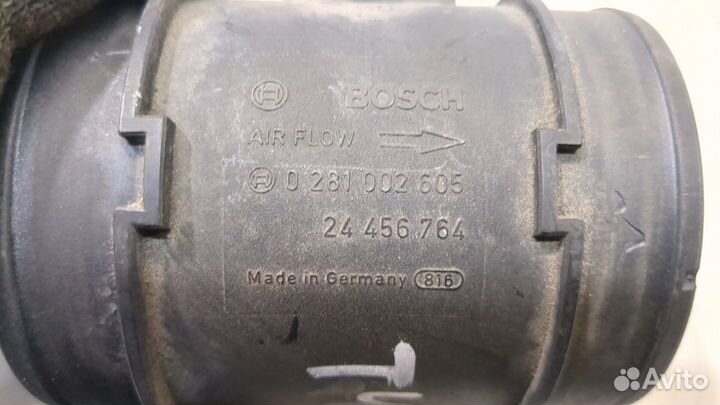 BOSCH
AIR FLOW
0 281 002 605
24 456 764
Made in Germany 816
Avito